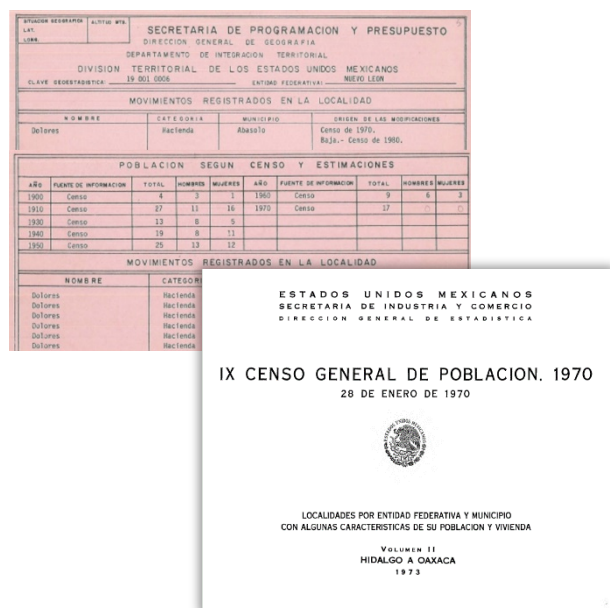 SITUACION GEOGRAFICA
ALTITUD MTS.
LAT.
LONG.
SECRETARIA DE PROGRAMACION Y PRESUPUESTO
DIRECCION GENERAL DE GEOGRAFIA
DEPARTAMENTO DE INTEGRACION TERRITORIAL
DIVISION TERRITORIAL DE LOS ESTADOS UNIDOS MEXICANOS
CLAVE GEOESTADISTICA: 19 001 0006 ENTIDAD FEDERATIVA: NUEVO LEON
MOVIMIENTOS REGISTRADOS EN LA LOCALIDAD
NOMBRE CATEGORIA MUNICIPIO ORIGEN DE LAS MODIFICACIONES
Dolores Hacienda Abasolo Censo de 1970.
Baja.- Censo de 1980.
POBLACION SEGUN CENSO Y ESTIMACIONES
AÑO FUENTE DE INFORMACION TOTAL HOMBRES MUJERES AÑO FUENTE DE INFORMACION TOTAL HOMBRES MUJERES
1900 Censo 4 3 1 1960 Censo 9 6 3
1910 Censo 27 11 16 1970 Censo 17
1930 Censo 13 8 5
1940 Censo 19 8 11
1950 Censo 25 13 12
MOVIMIENTOS REGISTRADOS EN LA LOCALIDAD
NOMBRE CATEGORI
Dolores Hacienda
Dolores Hacienda
Dolores Hacienda
Dolores Hacienda
Dolores Hacienda
Dolores Hacienda
ESTADOS UNIDOS MEXICANOS
SECRETARIA DE INDUSTRIA Y COMERCIO
DIRECCION GENERAL DE ESTADISTICA
IX CENSO GENERAL DE POBLACION. 1970
28 DE ENERO DE 1970
LOCALIDADES POR ENTIDAD FEDERATIVA Y MUNICIPIO
CON ALGUNAS CARACTERISTICAS DE SU POBLACION Y VIVIENDA
VOLUMEN II
HIDALGO A OAXACA
1973